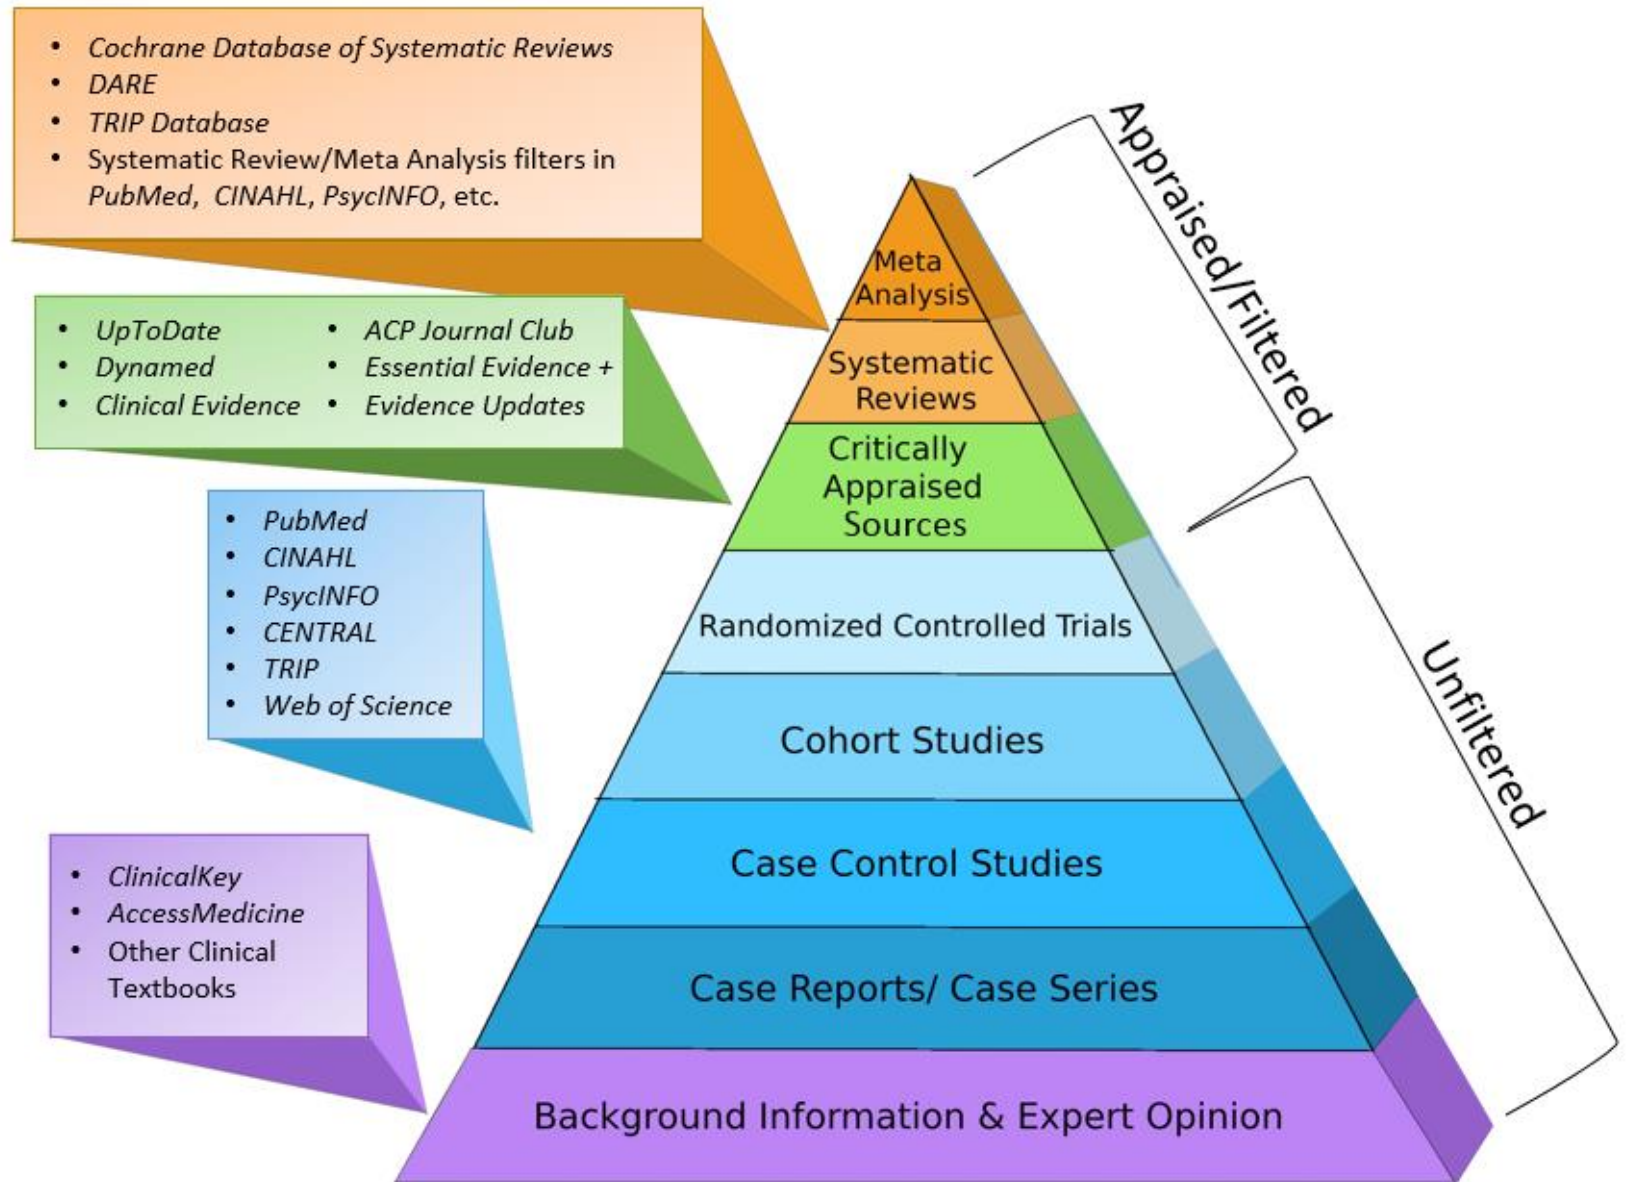 • Cochrane Database of Systematic Reviews
• DARE
• TRIP Database
• Systematic Review/Meta Analysis filters in
PubMed, CINAHL, PsycINFO, etc.
• UpToDate
• Dynamed
• Clinical Evidence
• ACP Journal Club
• Essential Evidence +
• Evidence Updates
• PubMed
• CINAHL
• PsycINFO
• CENTRAL
• TRIP
• Web of Science
• ClinicalKey
• AccessMedicine
• Other Clinical
Textbooks
Meta
Analysis
Systematic
Reviews
Critically
Appraised
Sources
Randomized Controlled Trials
Cohort Studies
Case Control Studies
Case Reports/ Case Series
Background Information & Expert Opinion
Appraised/Filtered
Unfiltered